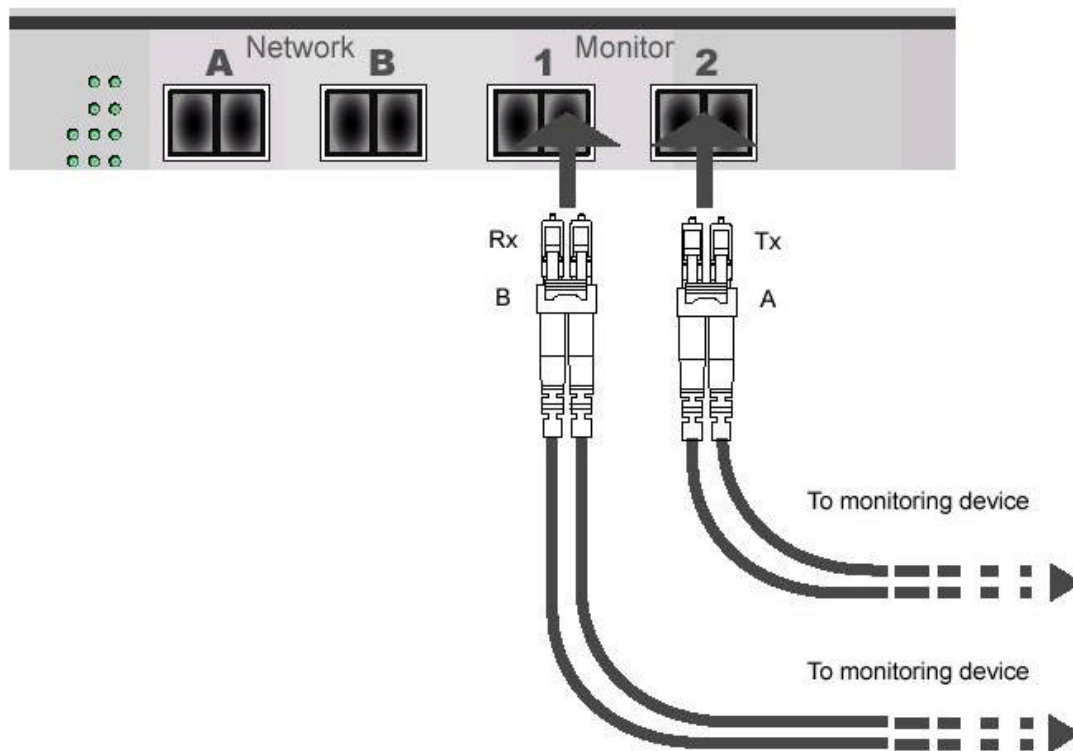 Network Monitor
A B 1 2
Rx Tx
B A
To monitoring device
To monitoring device